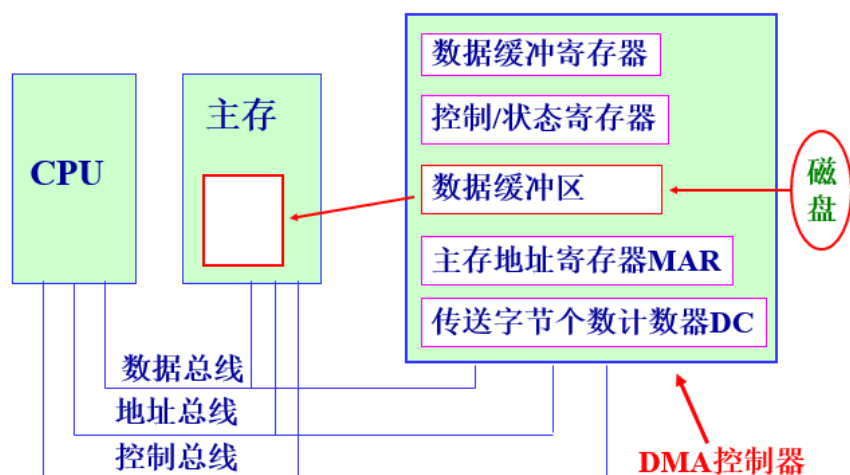 数据缓冲寄存器
控制/状态寄存器
数据缓冲区
主存地址寄存器MAR
传送字节个数计数器DC
主存
CPU
磁
盘
数据总线
地址总线
控制总线
DMA控制器